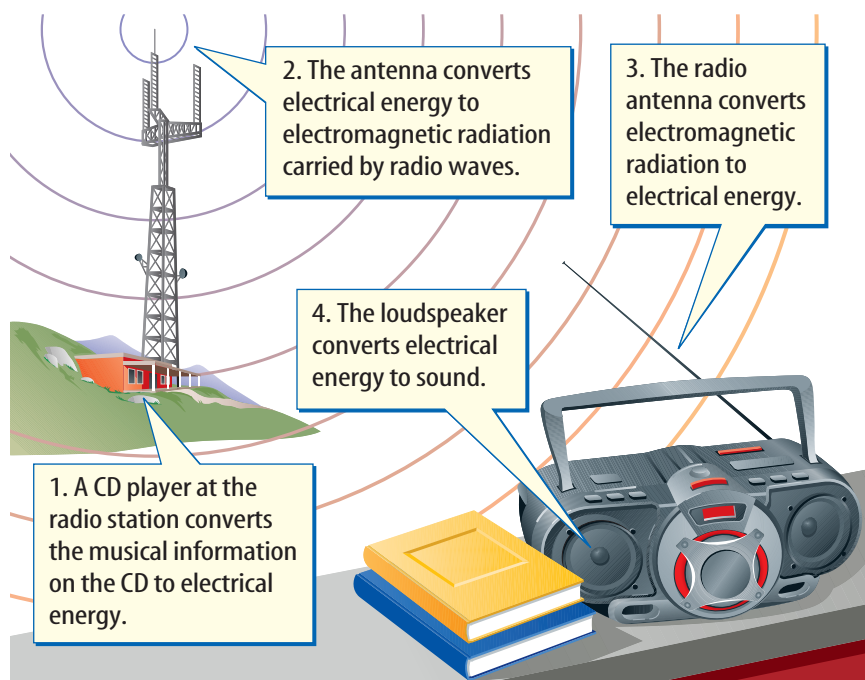 1. A CD player at the
radio station converts
the musical information
on the CD to electrical
energy.
2. The antenna converts
electrical energy to
electromagnetic radiation
carried by radio waves.
3. The radio
antenna converts
electromagnetic
radiation to
electrical energy.
4. The loudspeaker
converts electrical
energy to sound.